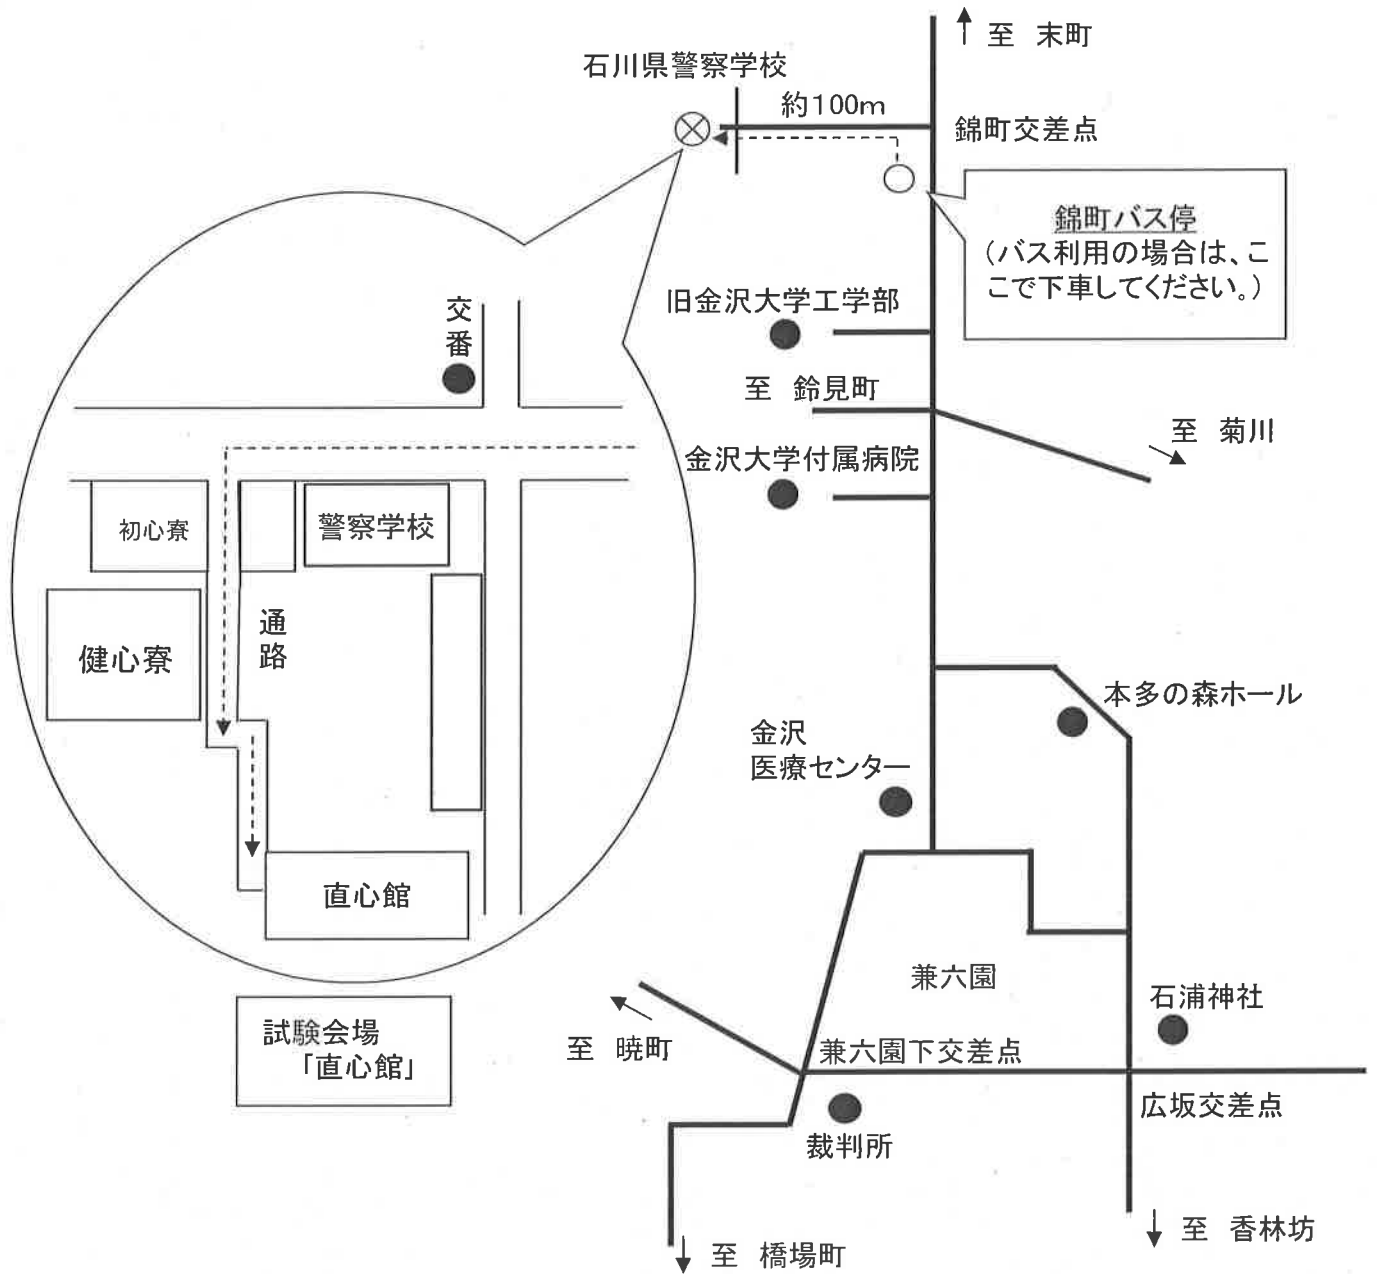 至 末町
石川県警察学校
約100m
錦町交差点
錦町バス停
(バス利用の場合は、こ
こで下車してください。)
旧金沢大学工学部
交番
至 鈴見町
至 菊川
金沢大学付属病院
初心寮
警察学校
通路
健心寮
本多の森ホール
金沢
医療センター
直心館
兼六園
石浦神社
試験会場
「直心館」
至 暁町
兼六園下交差点
広坂交差点
裁判所
至 香林坊
至 橋場町